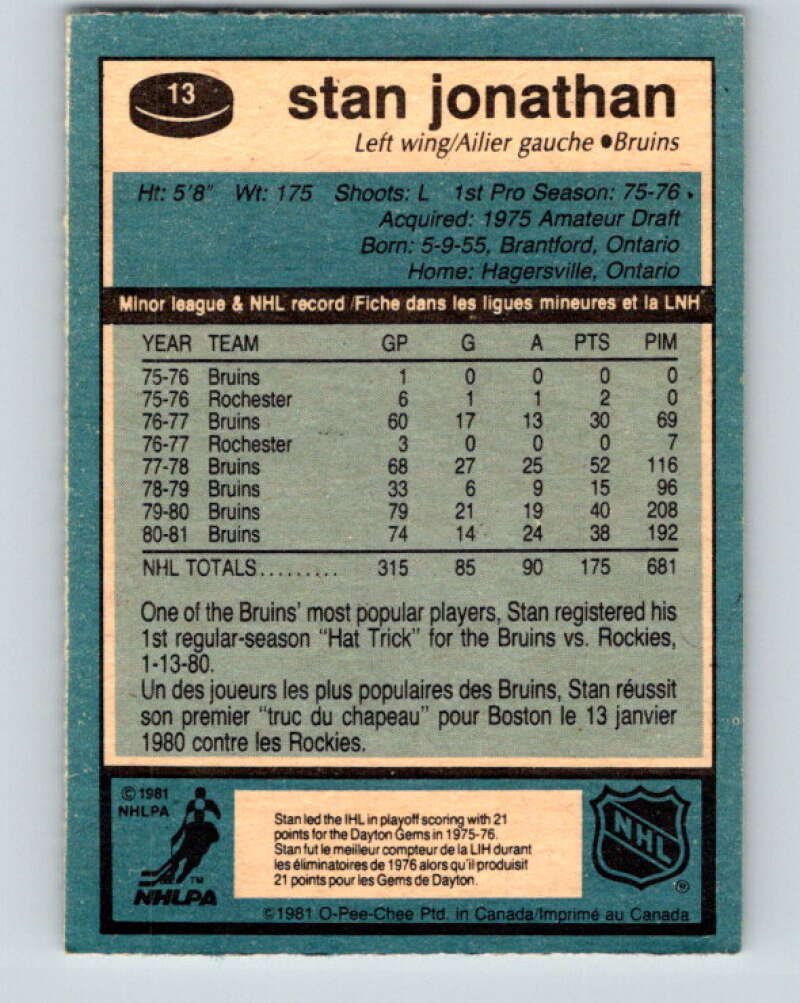 13
stan jonathan
Left wing/Ailier gauche ●Bruins
Ht: 5'8" Wt: 175 Shoots: L 1st Pro Season: 75-76
Acquired: 1975 Amateur Draft
Born: 5-9-55, Brantford, Ontario
Home: Hagersville, Ontario
Minor league & NHL record /Fiche dans les ligues mineures et la LNH
YEAR TEAM GP G A PTS PIM
75-76 Bruins 1 0 0 0 0
75-76 Rochester 6 1 1 2 0
76-77 Bruins 60 17 13 30 69
76-77 Rochester 3 0 0 0 7
77-78 Bruins 68 27 25 52 116
78-79 Bruins 33 6 9 15 96
79-80 Bruins 79 21 19 40 208
80-81 Bruins 74 14 24 38 192
NHL TOTALS......... 315 85 90 175 681
One of the Bruins' most popular players, Stan registered his
1st regular-season "Hat Trick" for the Bruins vs. Rockies,
1-13-80.
Un des joueurs les plus populaires des Bruins, Stan réussit
son premier "truc du chapeau" pour Boston le 13 janvier
1980 contre les Rockies.
© 1981
NHLPA
TM
NHLPA
Stan led the IHL in playoff scoring with 21
points for the Dayton Gems in 1975-76.
Stan fut le meilleur compteur de la LIH durant
les éliminatoires de 1976 alors qu'il produisit
21 points pour les Gems de Dayton.
NHL
®
©1981 O-Pee-Chee Ptd. in Canada/Imprimé au Canada